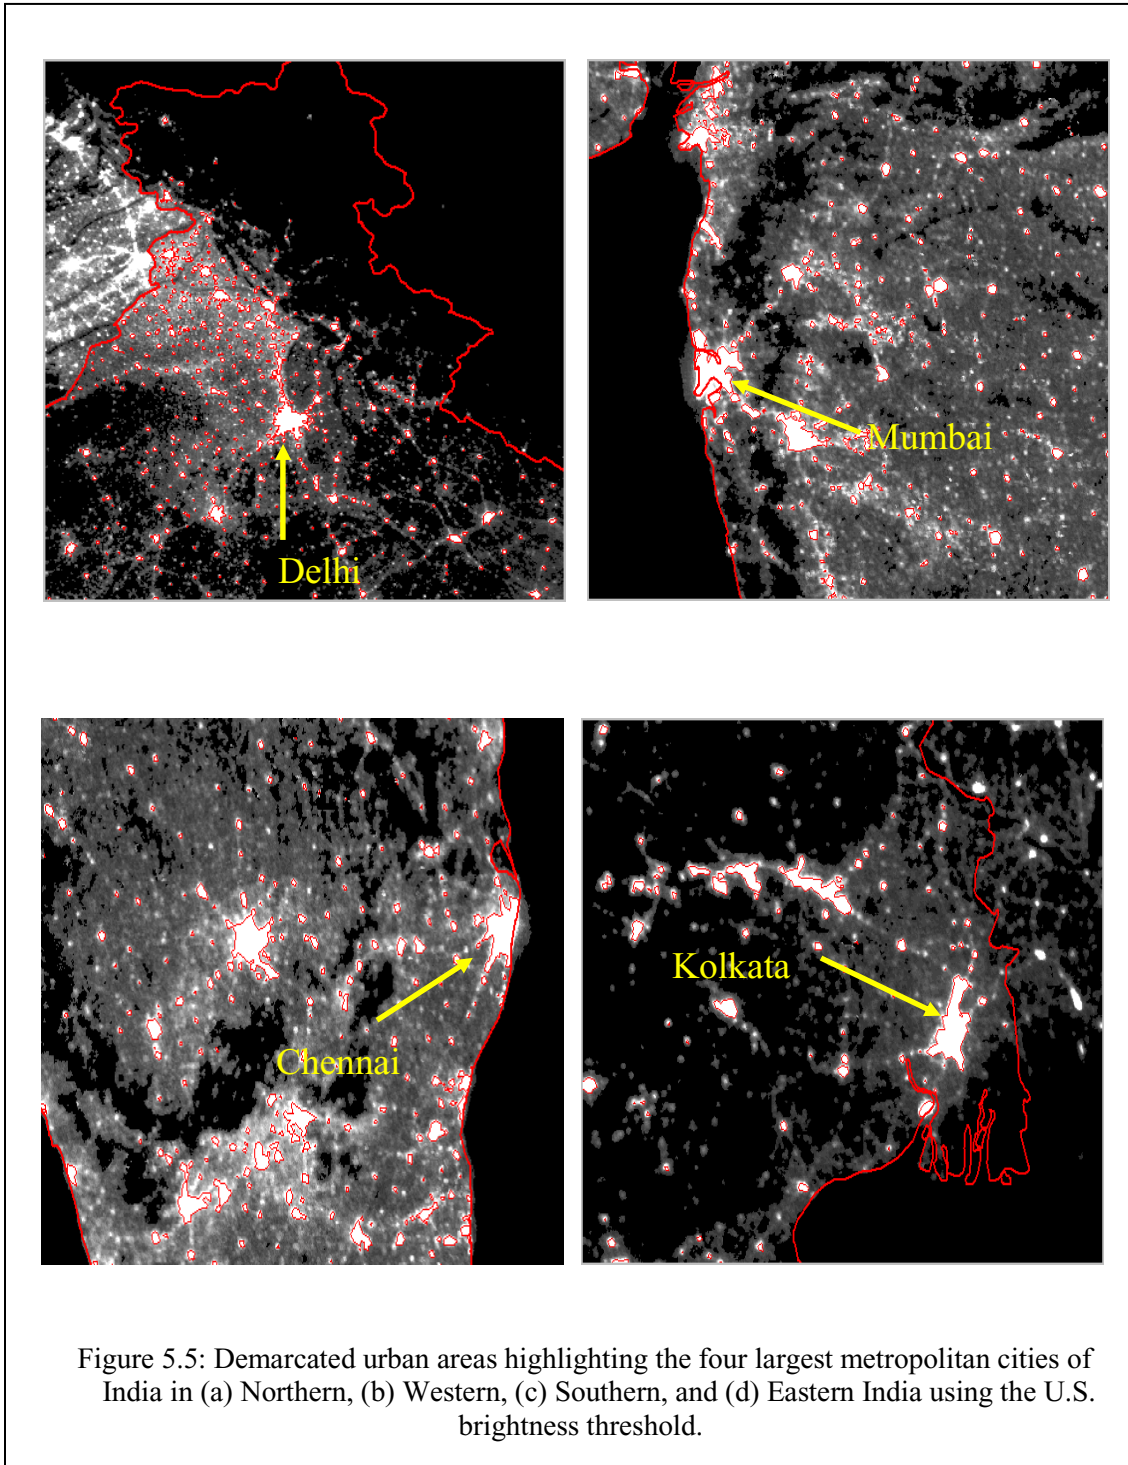 Delhi
Mumbai
Chennai
Kolkata
Figure 5.5: Demarcated urban areas highlighting the four largest metropolitan cities of
India in (a) Northern, (b) Western, (c) Southern, and (d) Eastern India using the U.S.
brightness threshold.